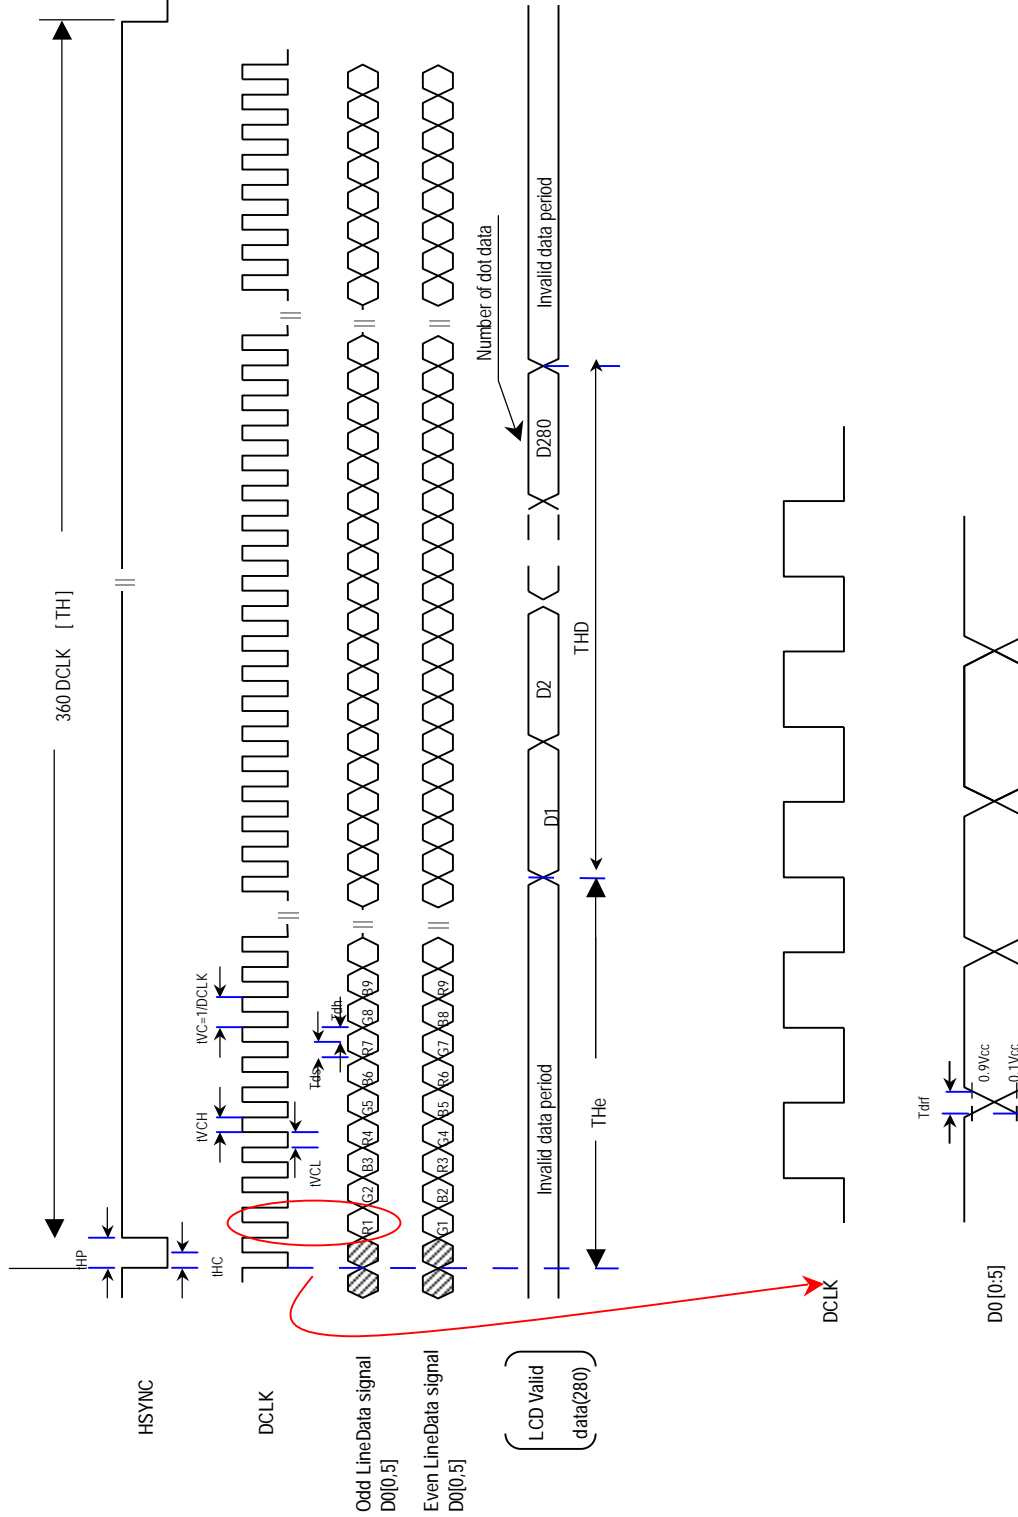 360 DCLK [ TH]
HSYNC
tHP
tHC
DCLK
tVCH
tVCL
tVC=1/DCLK
Tds
Tdh
Odd LineData signal
D0[0,5]
R1 G2 B3 R4 G5 B6 R7 G8 B9
Even LineData signal
D0[0,5]
G1 B2 R3 G4 B5 R6 G7 B8 R9
LCD Valid
data(280)
Invalid data period
D1
D2
D280
Invalid data period
Number of dot data
THe
THD
DCLK
D0[0:5]
Tdrf
0.9Vcc
0.1Vcc